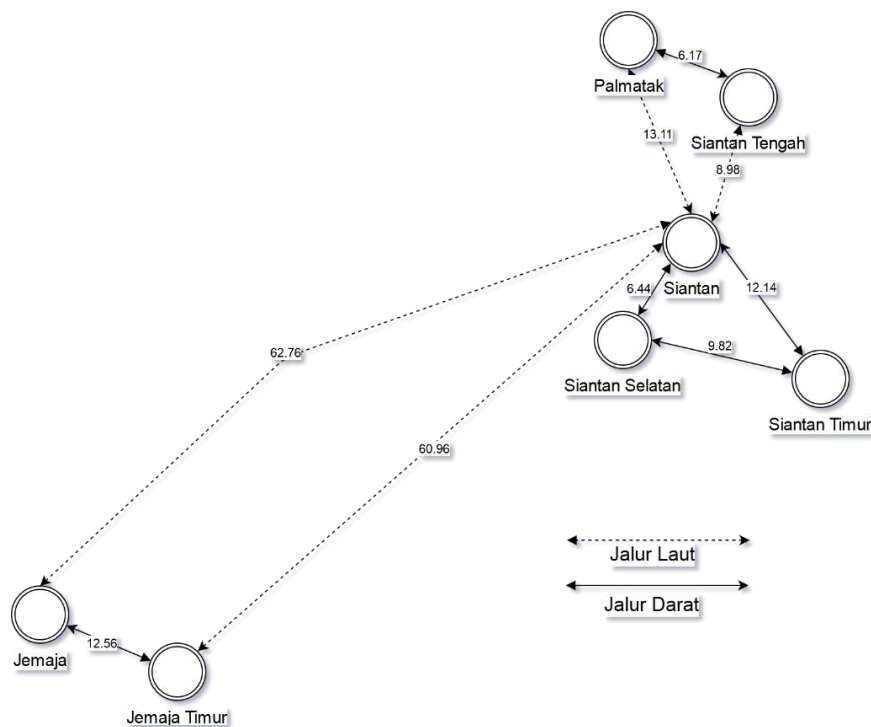 6.17
Palmatak
Siantan Tengah
13.11
8.98
Siantan
12.14
6.44
9.82
62.76
Siantan Selatan
Siantan Timur
60.96
Jalur Laut
Jalur Darat
12.56
Jemaja
Jemaja Timur